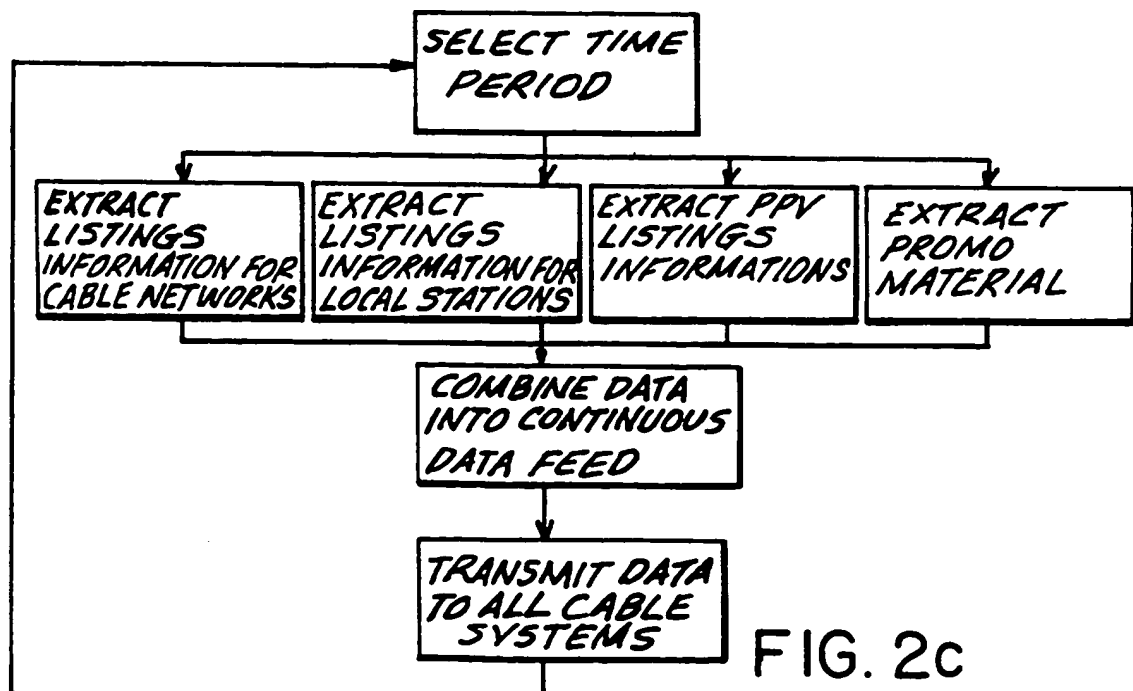 SELECT TIME
PERIOD
EXTRACT
LISTINGS
INFORMATION FOR
CABLE NETWORKS
EXTRACT
LISTINGS
INFORMATION FOR
LOCAL STATIONS
EXTRACT PPV
LISTINGS
INFORMATIONS
EXTRACT
PROMO
MATERIAL
COMBINE DATA
INTO CONTINUOUS
DATA FEED
TRANSMIT DATA
TO ALL CABLE
SYSTEMS
FIG. 2c